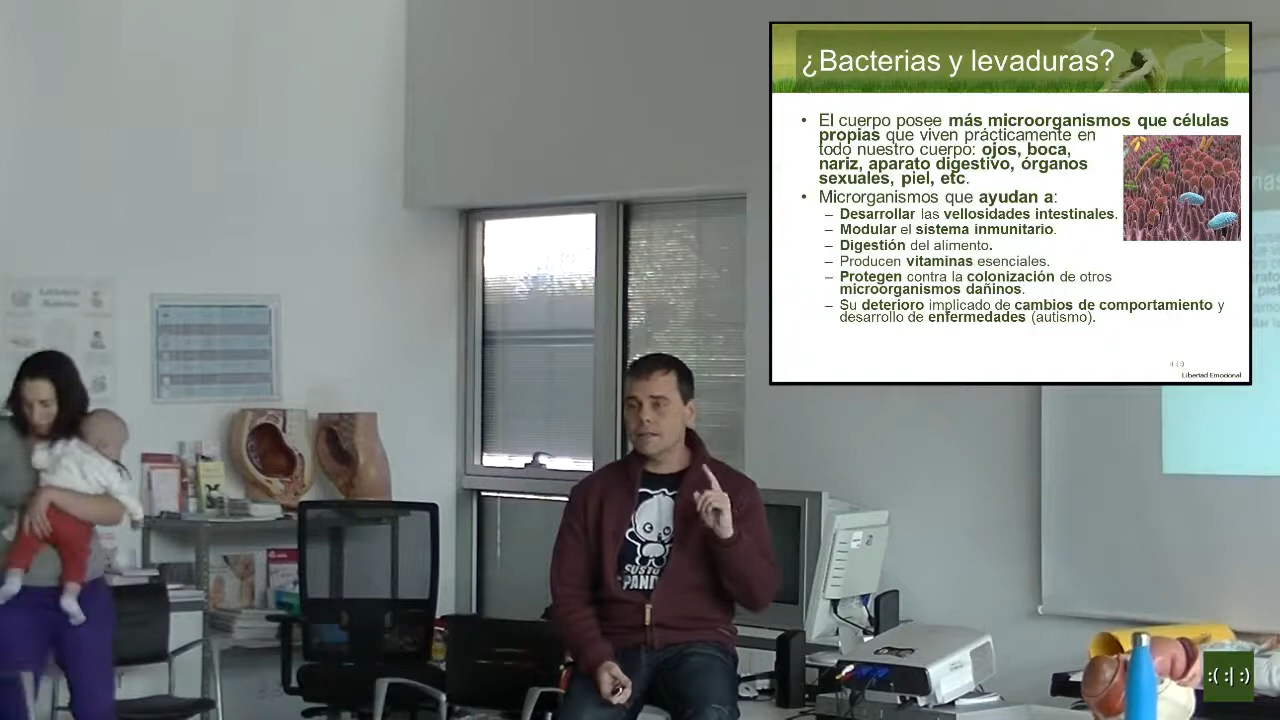 ¿Bacterias y levaduras?
• El cuerpo posee más microorganismos que células
propias que viven prácticamente en
todo nuestro cuerpo: ojos, boca,
nariz, aparato digestivo, órganos
sexuales, piel, etc.
• Microrganismos que ayudan a:
– Desarrollar las vellosidades intestinales.
– Modular el sistema inmunitario.
– Digestión del alimento.
– Producen vitaminas esenciales.
– Protegen contra la colonización de otros
microorganismos dañinos.
– Su deterioro implicado de cambios de comportamiento y
desarrollo de enfermedades (autismo).
:(:|:)
Libertad Emocional
SUSTO
PANDA
:(:|:)